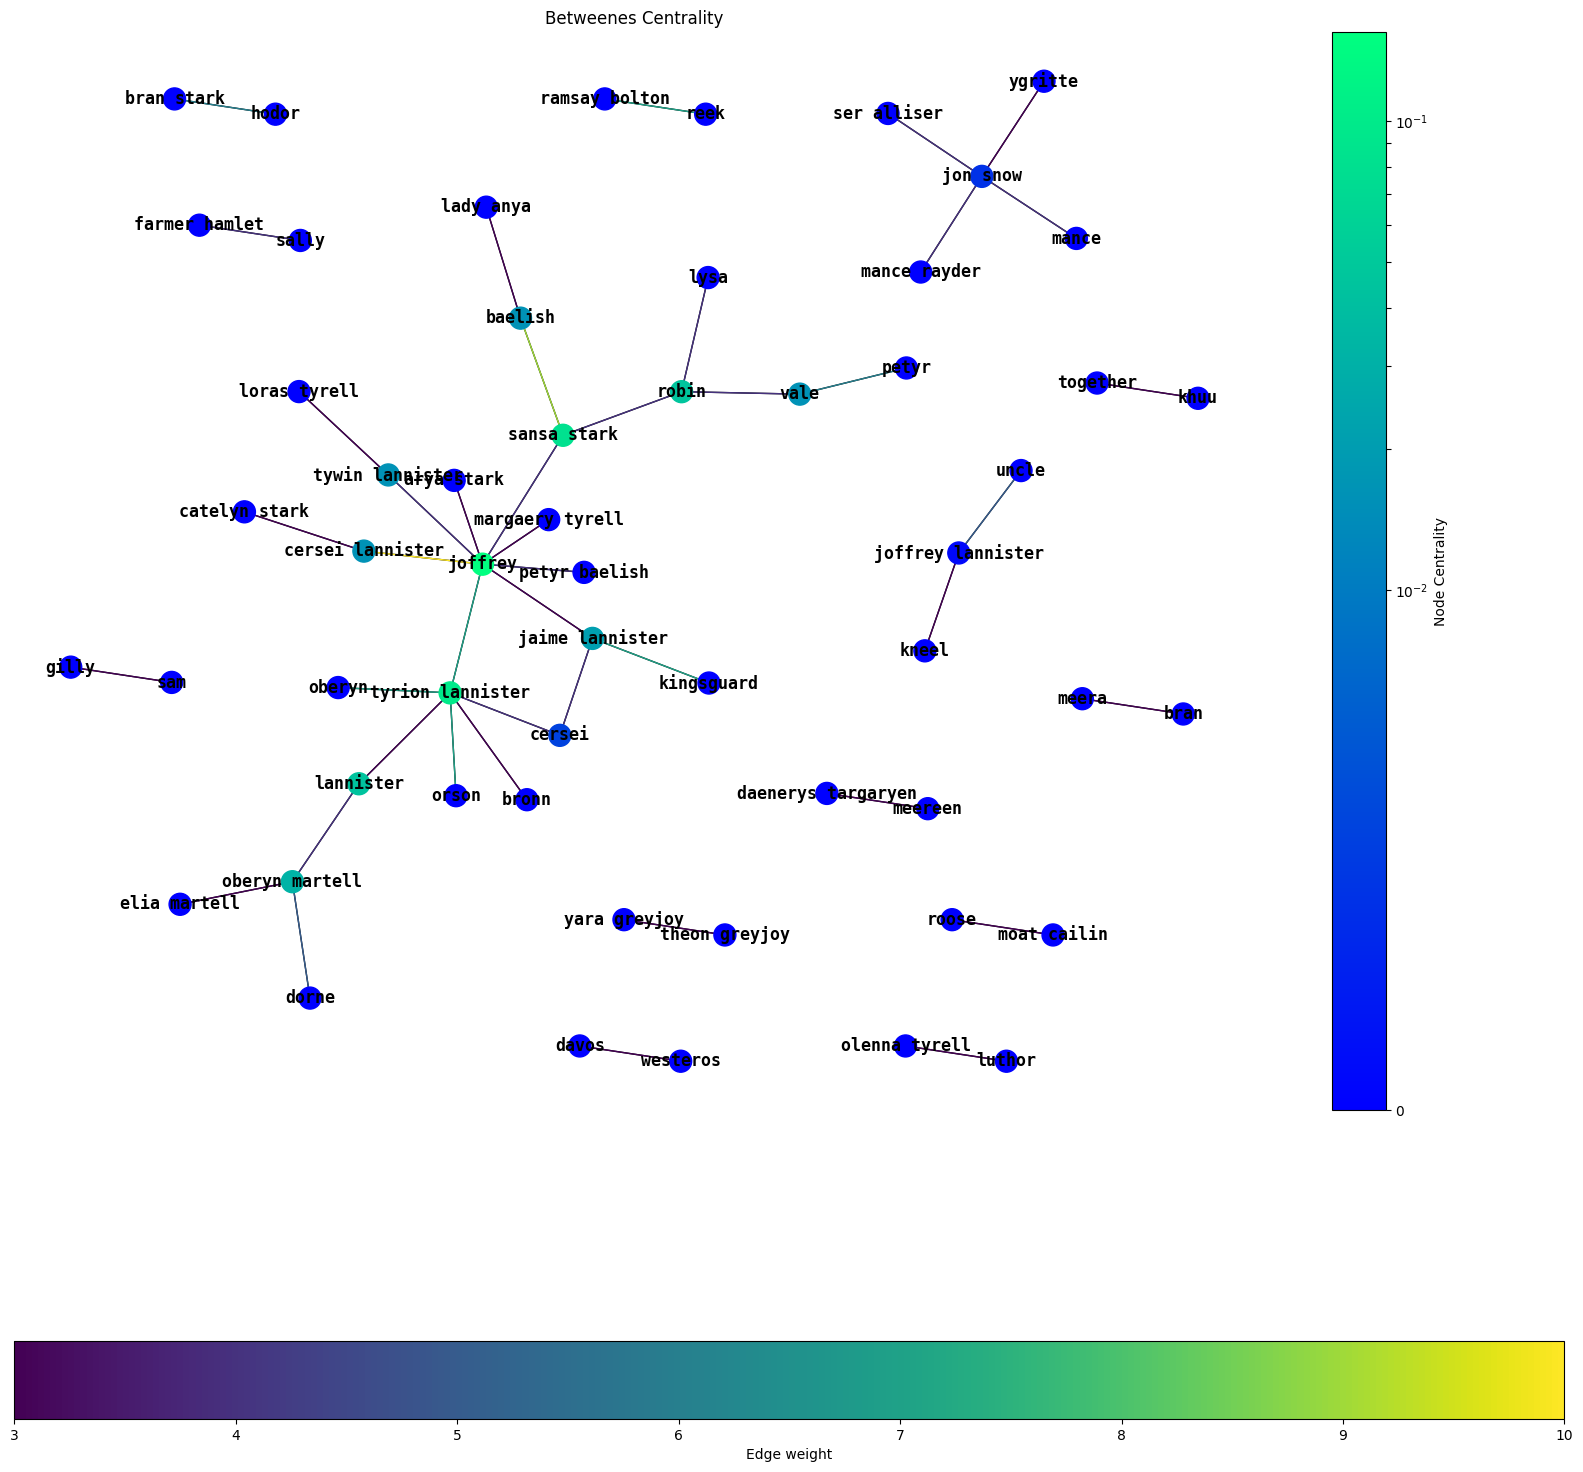 Betweenes Centrality
ygritte
bran stark
ramsay bolton
hodor
reek
ser alliser
jon snow
lady anya
farmer hamlet
sally
mance
mance rayder
lysa
baelish
petyr
together
loras tyrell
robin
vale
khuu
sansa stark
uncle
tywin lannister
arya stark
catelyn stark
margaery tyrell
cersei lannister
joffrey lannister
joffrey
petyr baelish
jaime lannister
kneel
gilly
sam
oberyn
tyrion lannister
kingsguard
meera
bran
cersei
lannister
orson
bronn
daenerys targaryen
meereen
oberyn martell
elia martell
yara greyjoy
theon greyjoy
roose
moat cailin
dorne
davos
westeros
olenna tyrell
luthor
10⁻¹
10⁻²
0
Node Centrality
3 4 5 6 7 8 9 10
Edge weight